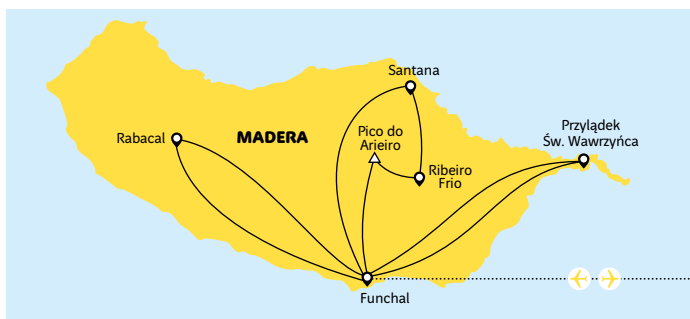 Santana
Przylądek
Św. Wawrzyńca
Rabacal
MADERA
Pico do
Arieiro
Ribeiro
Frio
Funchal